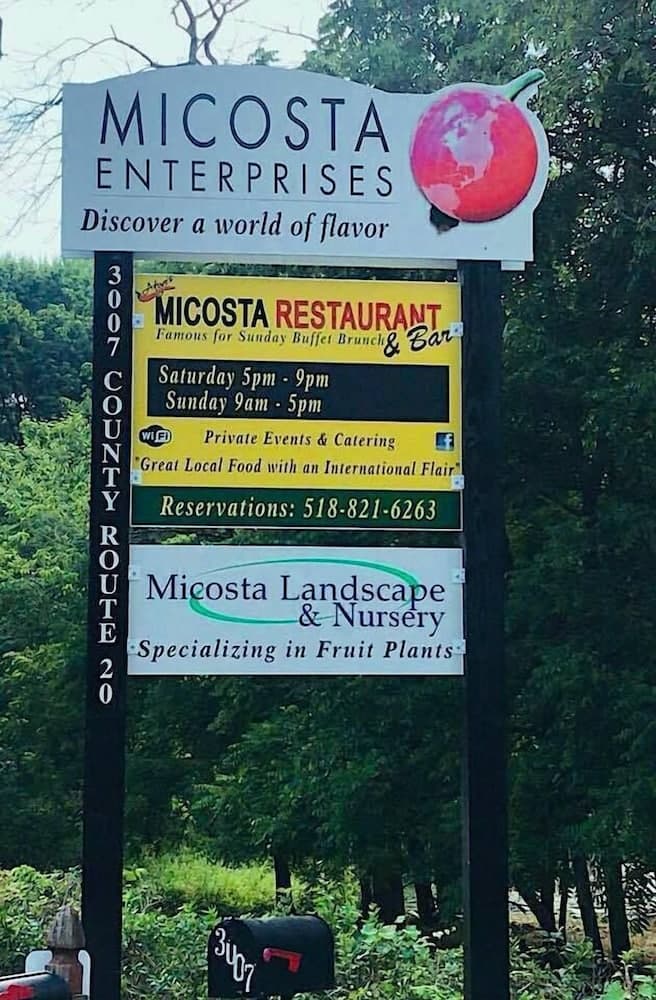 MICOSTA
ENTERPRISES
Discover a world of flavor
3007 COUNTY ROUTE 20
MICOSTA RESTAURANT
Famous for Sunday Buffet Brunch & Bar
Saturday 5pm - 9pm
Sunday 9am - 5pm
WiFi
Private Events & Catering
f
"Great Local Food with an International Flair"
Reservations: 518-821-6263
Micosta Landscape
& Nursery
Specializing in Fruit Plants
3007